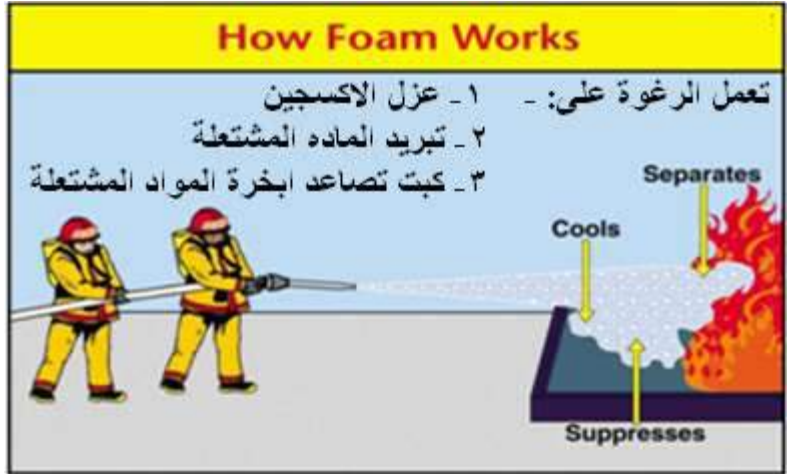 How Foam Works
تعمل الرغوة على: - ١- عزل الاكسجين
٢- تبريد الماده المشتعلة
٣- كبت تصاعد ابخرة المواد المشتعلة
Separates
Cools
Suppresses